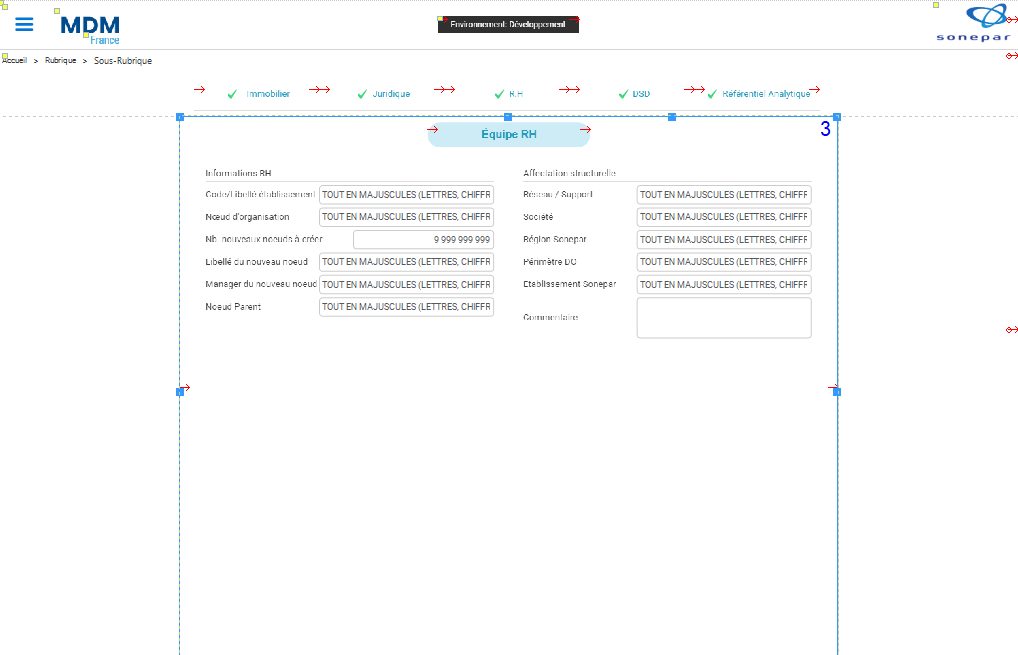 MDM
France
Environnement: Développement
sonepar
Accueil > Rubrique > Sous-Rubrique
Immobilier
Juridique
R.H
DSD
Référentiel Analytique
3
Équipe RH
Informations RH
Code/Libellé établissement TOUT EN MAJUSCULES (LETTRES, CHIFFR
Nœud d'organisation TOUT EN MAJUSCULES (LETTRES, CHIFFR
Nb. nouveaux noeuds à créer 9 999 999 999
Libellé du nouveau noeud TOUT EN MAJUSCULES (LETTRES, CHIFFR
Manager du nouveau noeud TOUT EN MAJUSCULES (LETTRES, CHIFFR
Noeud Parent TOUT EN MAJUSCULES (LETTRES, CHIFFR
Affectation structurelle
Réseau / Support TOUT EN MAJUSCULES (LETTRES, CHIFFR
Société TOUT EN MAJUSCULES (LETTRES, CHIFFR
Région Sonepar TOUT EN MAJUSCULES (LETTRES, CHIFFR
Périmètre DO TOUT EN MAJUSCULES (LETTRES, CHIFFR
Etablissement Sonepar TOUT EN MAJUSCULES (LETTRES, CHIFFR
Commentaire